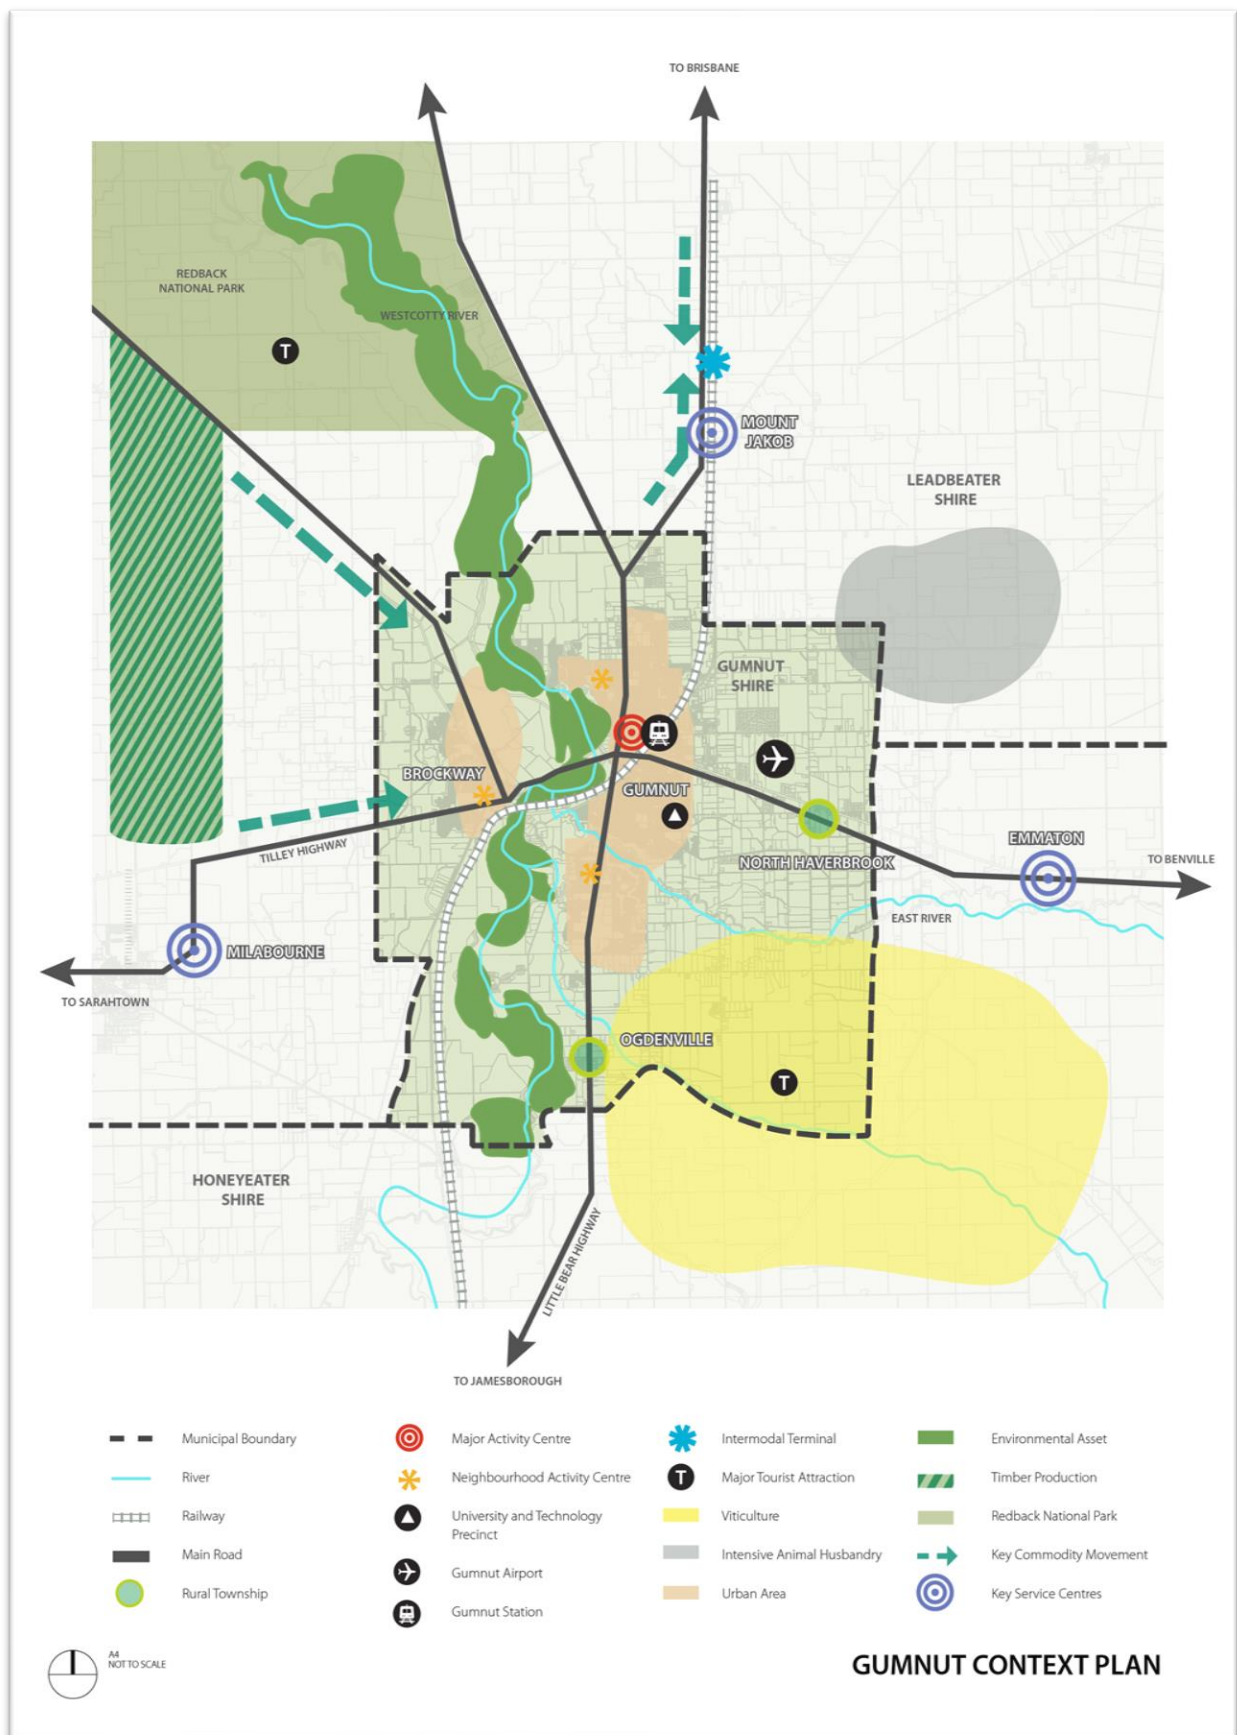 TO BRISBANE
REDBACK
NATIONAL PARK
WESTCOTTY RIVER
T
MOUNT
JAKOB
LEADBEATER
SHIRE
GUMNUT
SHIRE
BROCKWAY
GUMNUT
TILLEY HIGHWAY
NORTH HAVERBROOK
EMMATON
TO BENVILLE
EAST RIVER
MILABOURNE
TO SARAHTOWN
OGDENVILLE
T
HONEYEATER
SHIRE
LITTLE BEAR HIGHWAY
TO JAMESBOROUGH
Municipal Boundary
River
Railway
Main Road
Rural Township
Major Activity Centre
Neighbourhood Activity Centre
University and Technology
Precinct
Gumnut Airport
Gumnut Station
Intermodal Terminal
T Major Tourist Attraction
Viticulture
Intensive Animal Husbandry
Urban Area
Environmental Asset
Timber Production
Redback National Park
Key Commodity Movement
Key Service Centres
A4
NOT TO SCALE
GUMNUT CONTEXT PLAN